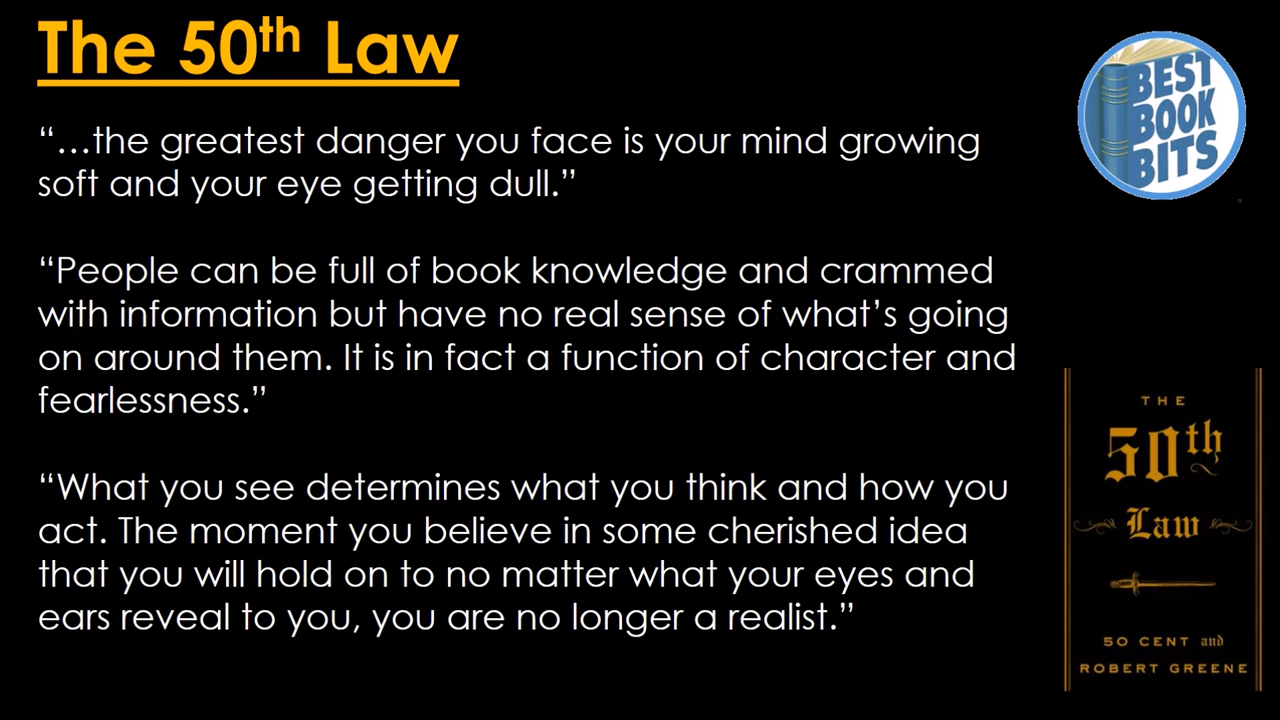 The 50th Law
“…the greatest danger you face is your mind growing
soft and your eye getting dull.”
“People can be full of book knowledge and crammed
with information but have no real sense of what’s going
on around them. It is in fact a function of character and
fearlessness.”
“What you see determines what you think and how you
act. The moment you believe in some cherished idea
that you will hold on to no matter what your eyes and
ears reveal to you, you are no longer a realist.”
BEST
BOOK
BITS
THE
50th
Law
50 CENT and
ROBERT GREENE